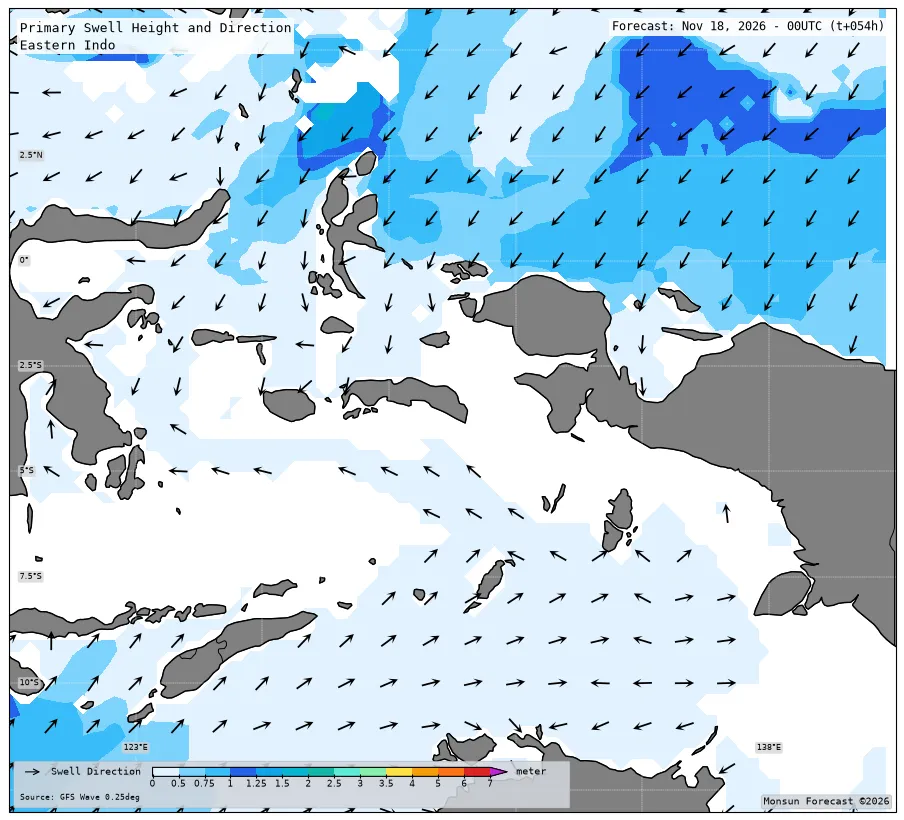 Primary Swell Height and Direction
Eastern Indo
Forecast: Nov 18, 2026 - 00UTC (t+054h)
2.5°N
0°
2.5°S
5°S
7.5°S
10°S
123°E
138°E
Swell Direction
0 0.5 0.75 1 1.25 1.5 2 2.5 3 3.5 4 5 6 7
meter
Source: GFS Wave 0.25deg
Monsun Forecast ©2026